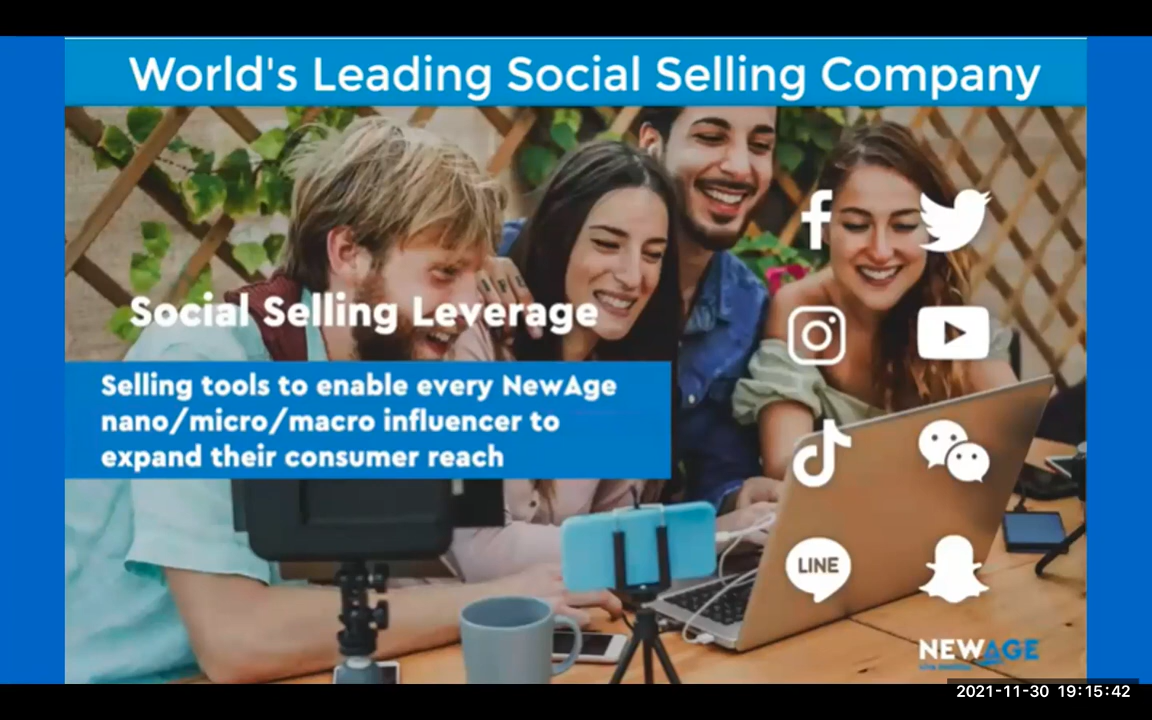 World's Leading Social Selling Company
Social Selling Leverage
Selling tools to enable every NewAge
nano/micro/macro influencer to
expand their consumer reach
LINE
NEWAGE
2021-11-30 19:15:42